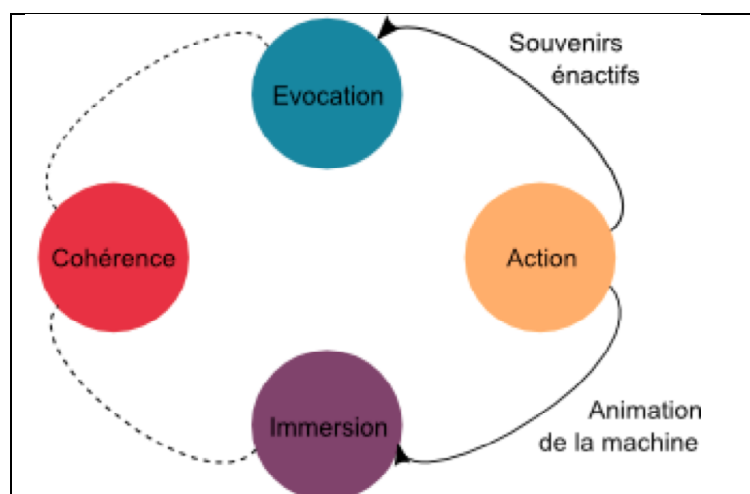 Souvenirs
énactifs
Evocation
Cohérence
Action
Animation
de la machine
Immersion